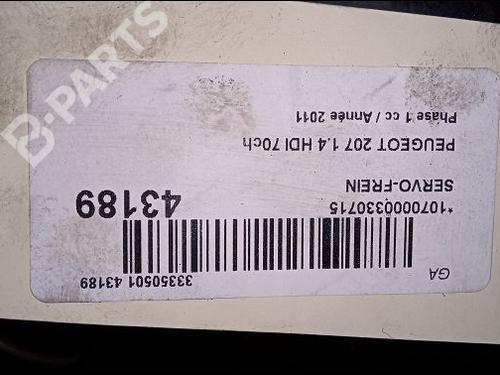 GA
33350501 43189
*1070000330715
SERVO-FREIN
43189
PEUGEOT 207 1.4 HDI 70ch
Phase 1 cc / Année 2011
B-PARTS